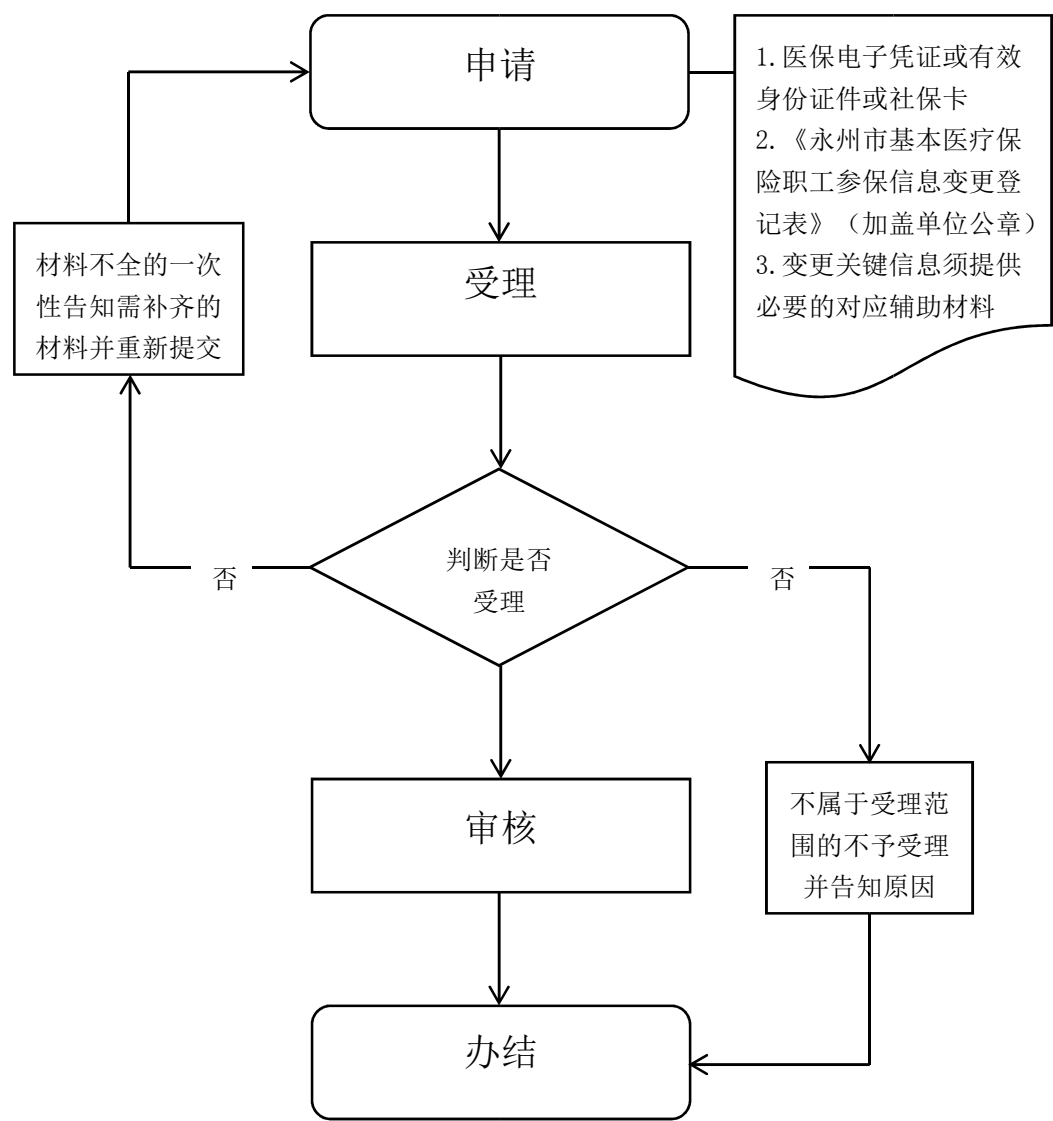 申请
1.医保电子凭证或有效
身份证件或社保卡
2.《永州市基本医疗保
险职工参保信息变更登
记表》（加盖单位公章）
3.变更关键信息须提供
必要的对应辅助材料
材料不全的一次
性告知需补齐的
材料并重新提交
受理
判断是否
受理
否
否
审核
不属于受理范
围的不予受理
并告知原因
办结